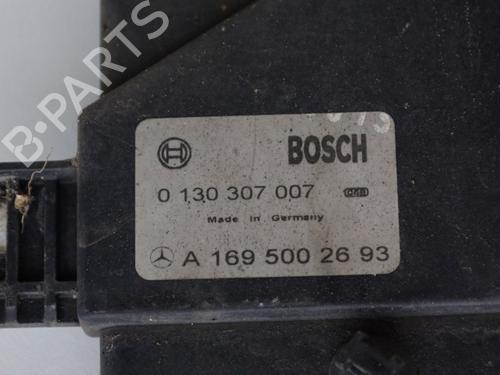 B-PARTS
BOSCH
0 130 307 007
Made in Germany
A 169 500 26 93